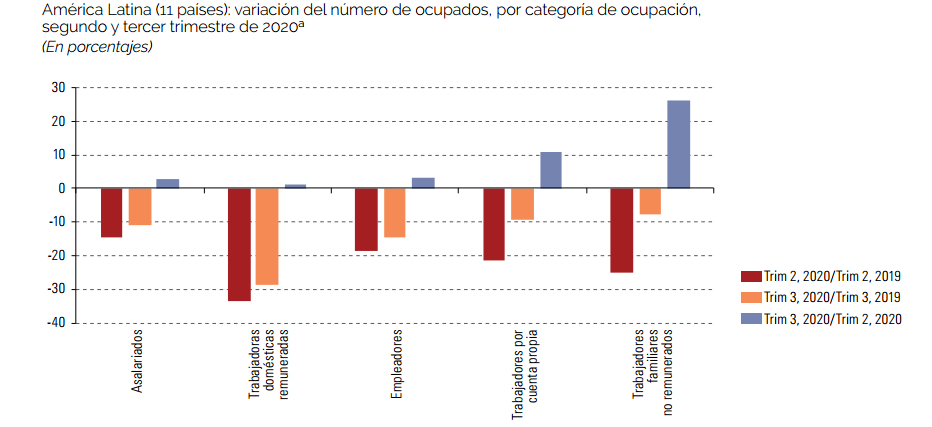 América Latina (11 países): variación del número de ocupados, por categoría de ocupación,
segundo y tercer trimestre de 2020ª
(En porcentajes)
30
20
10
0
-10
-20
-30
-40
Asalariados
Trabajadoras
domésticas
remuneradas
Empleadores
Trabajadores por
cuenta propia
Trabajadores
familiares
no remunerados
Trim 2, 2020/Trim 2, 2019
Trim 3, 2020/Trim 3, 2019
Trim 3, 2020/Trim 2, 2020